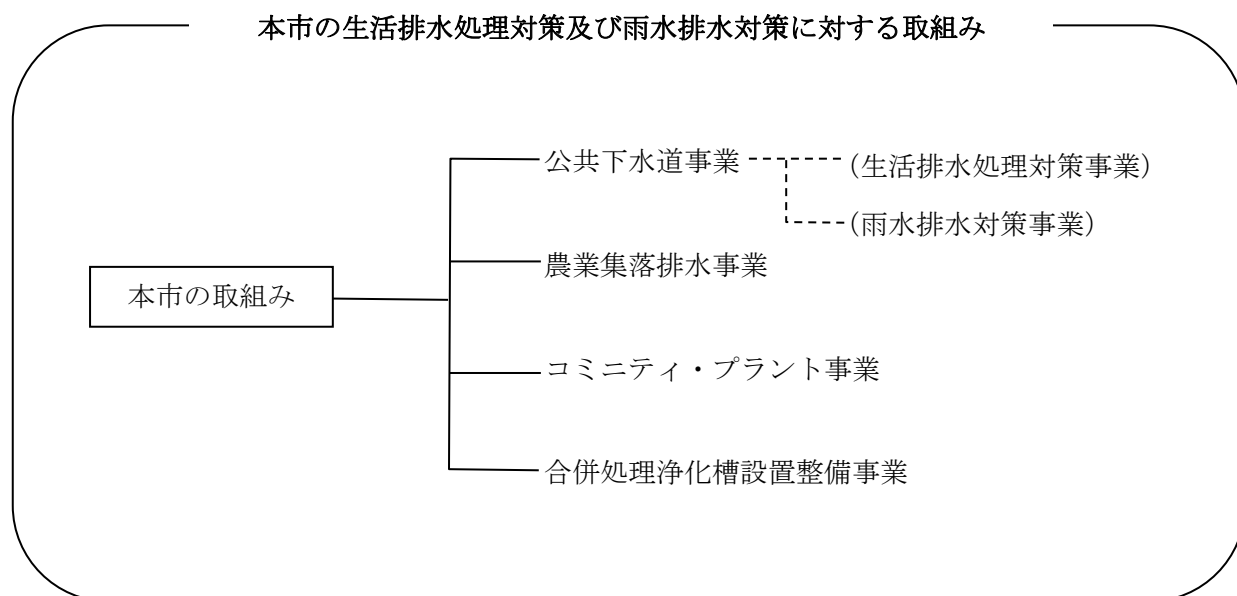 本市の生活排水処理対策及び雨水排水対策に対する取組み
公共下水道事業
(生活排水処理対策事業)
(雨水排水対策事業)
農業集落排水事業
本市の取組み
コミニティ・プラント事業
合併処理浄化槽設置整備事業